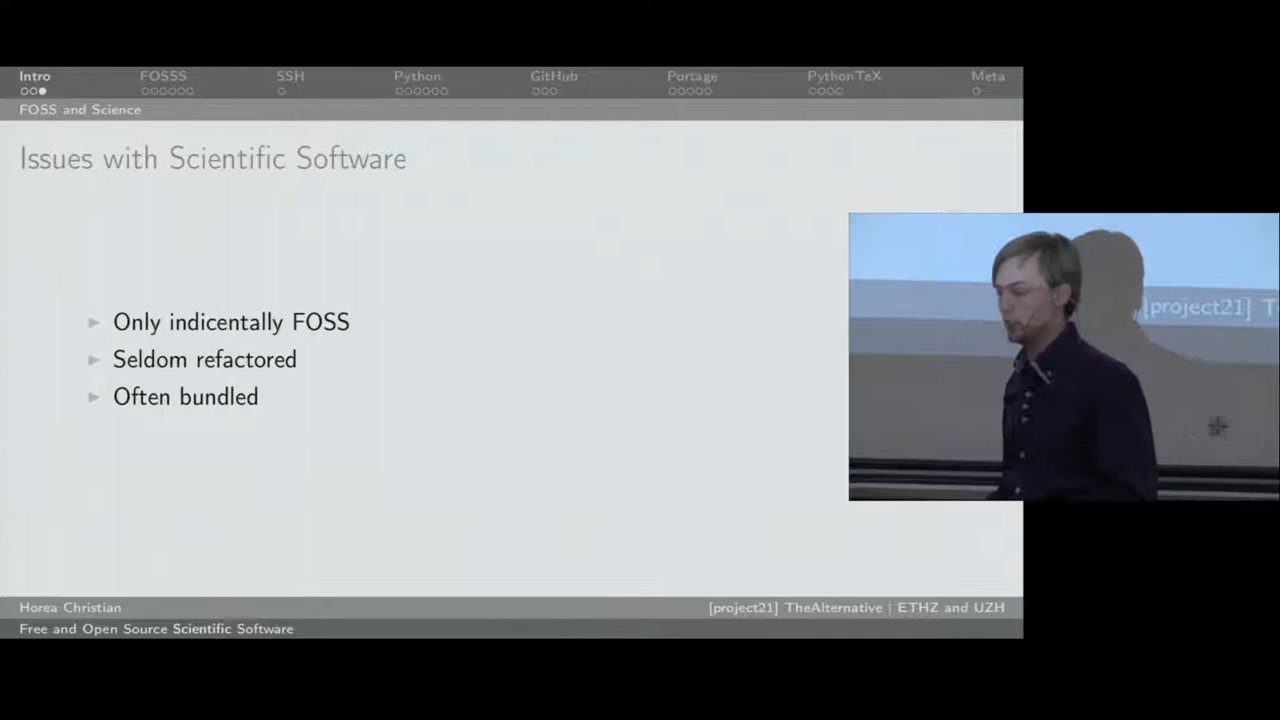 Intro FOSSS SSH Python GitHub Portage PythonTeX Meta
FOSS and Science
Issues with Scientific Software
Only indicentally FOSS
Seldom refactored
Often bundled
[project21] T
Horea Christian [project21] TheAlternative | ETHZ and UZH
Free and Open Source Scientific Software